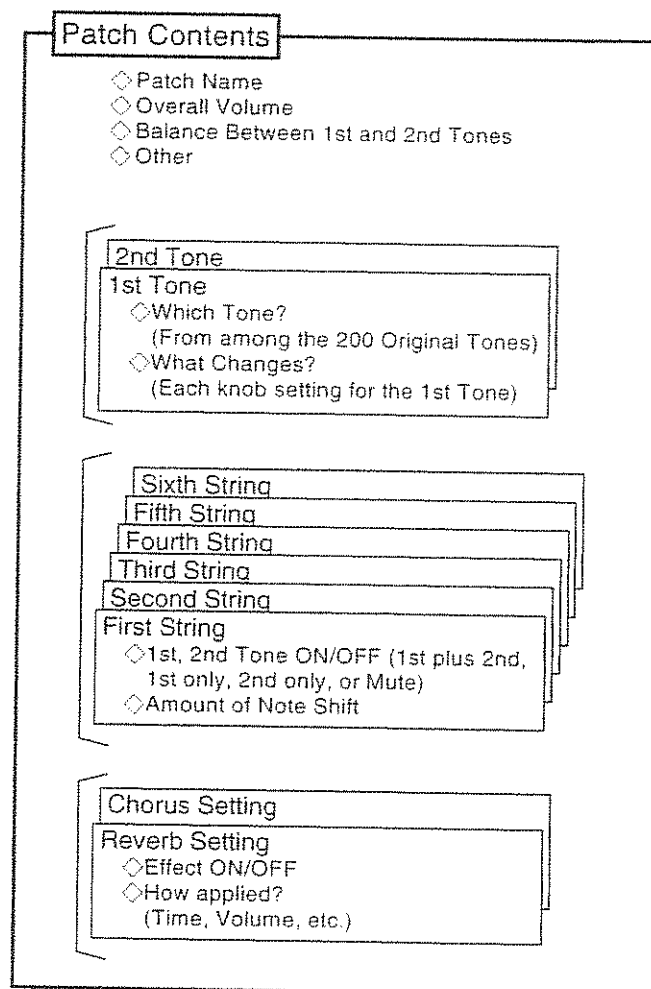 Patch Contents
◇Patch Name
◇Overall Volume
◇Balance Between 1st and 2nd Tones
◇Other
2nd Tone
1st Tone
◇Which Tone?
(From among the 200 Original Tones)
◇What Changes?
(Each knob setting for the 1st Tone)
Sixth String
Fifth String
Fourth String
Third String
Second String
First String
◇1st, 2nd Tone ON/OFF (1st plus 2nd,
1st only, 2nd only, or Mute)
◇Amount of Note Shift
Chorus Setting
Reverb Setting
◇Effect ON/OFF
◇How applied?
(Time, Volume, etc.)